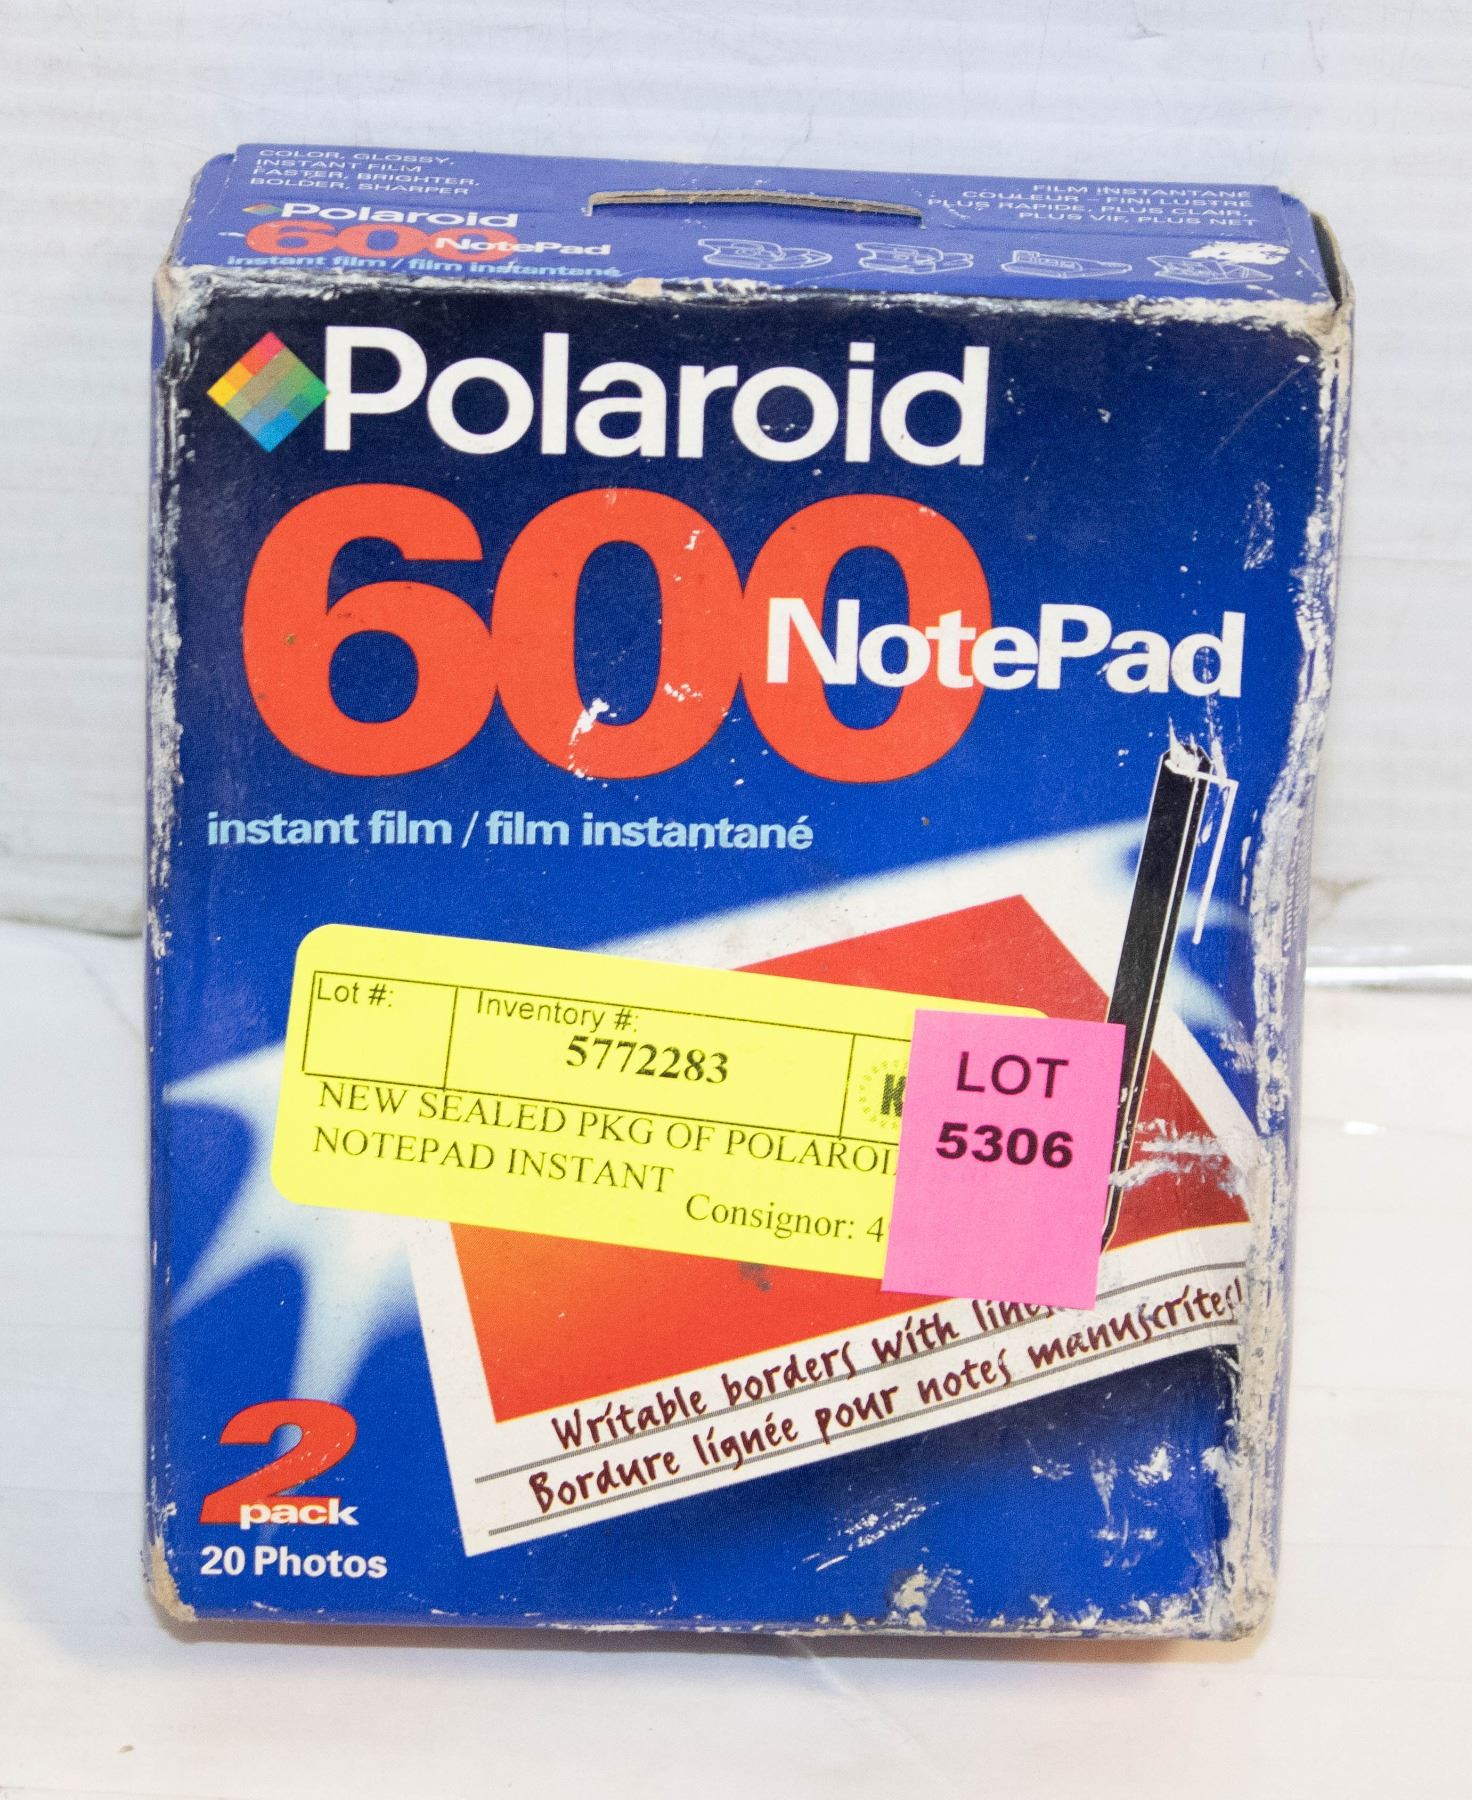 COLOR, GLOSSY,
INSTANT FILM
FASTER, BRIGHTER,
BOLDER, SHARPER
FILM INSTANTANÉ
COULEUR – FINI LUSTRÉ
PLUS RAPIDE, PLUS CLAIR,
PLUS VIF, PLUS NET
Polaroid
600 NotePad
instant film / film instantané
Polaroid
600 NotePad
instant film / film instantané
Lot #:
Inventory #:
5772283
NEW SEALED PKG OF
NOTEPAD INSTANT
Consignor:
LOT
5306
Writable borders with
Bordure lignée pour notes manuscrites!
2 pack
20 Photos